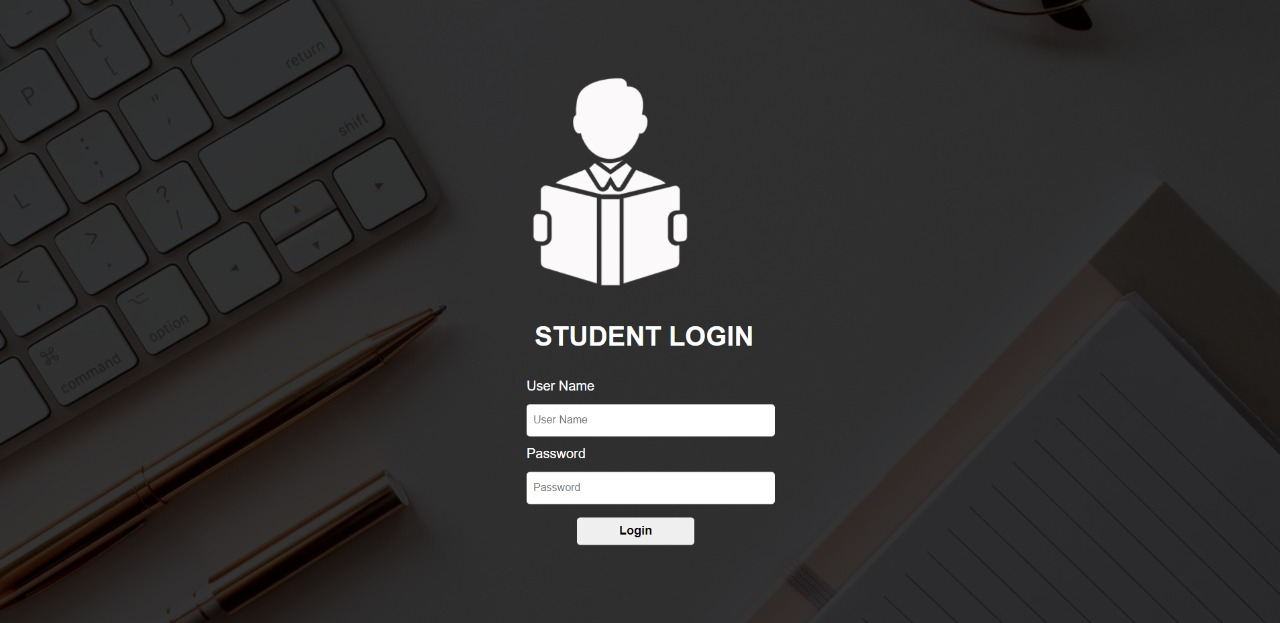 return
P
{
[
"
,
shift
:
;
L
?
/
>
.
<
,
option
command
STUDENT LOGIN
User Name
User Name
Password
Password
Login